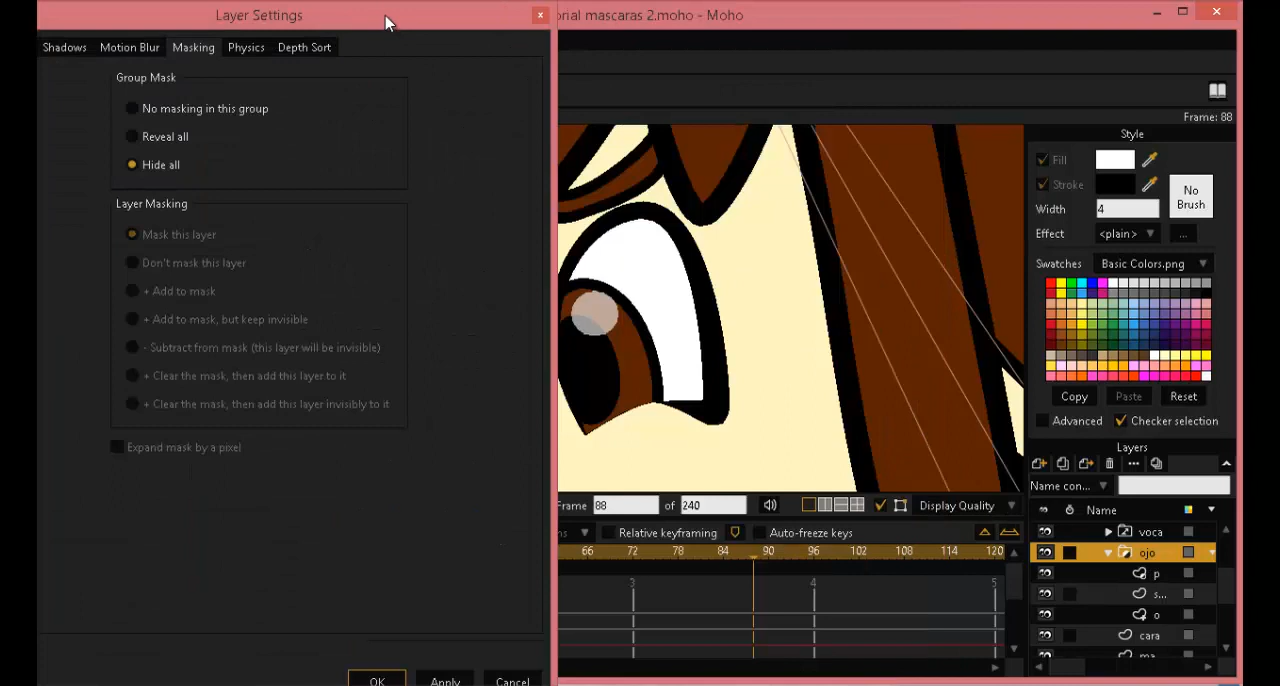 Layer Settings
orial mascaras 2.moho - Moho
Shadows Motion Blur Masking Physics Depth Sort
Group Mask
No masking in this group
Reveal all
Hide all
Layer Masking
Mask this layer
Don't mask this layer
+ Add to mask
+ Add to mask, but keep invisible
- Subtract from mask (this layer will be invisible)
+ Clear the mask, then add this layer to it
+ Clear the mask, then add this layer invisibly to it
Expand mask by a pixel
OK Apply Cancel
Frame: 88
Style
Fill
Stroke
No Brush
Width 4
Effect <plain> ...
Swatches Basic Colors.png
Copy Paste Reset
Advanced Checker selection
Layers
Name con...
Name
voca
ojo
p
s...
o
cara
Frame 88 of 240 Display Quality
Relative keyframing Auto-freeze keys
66 72 78 84 90 96 102 108 114 120
3 4 5